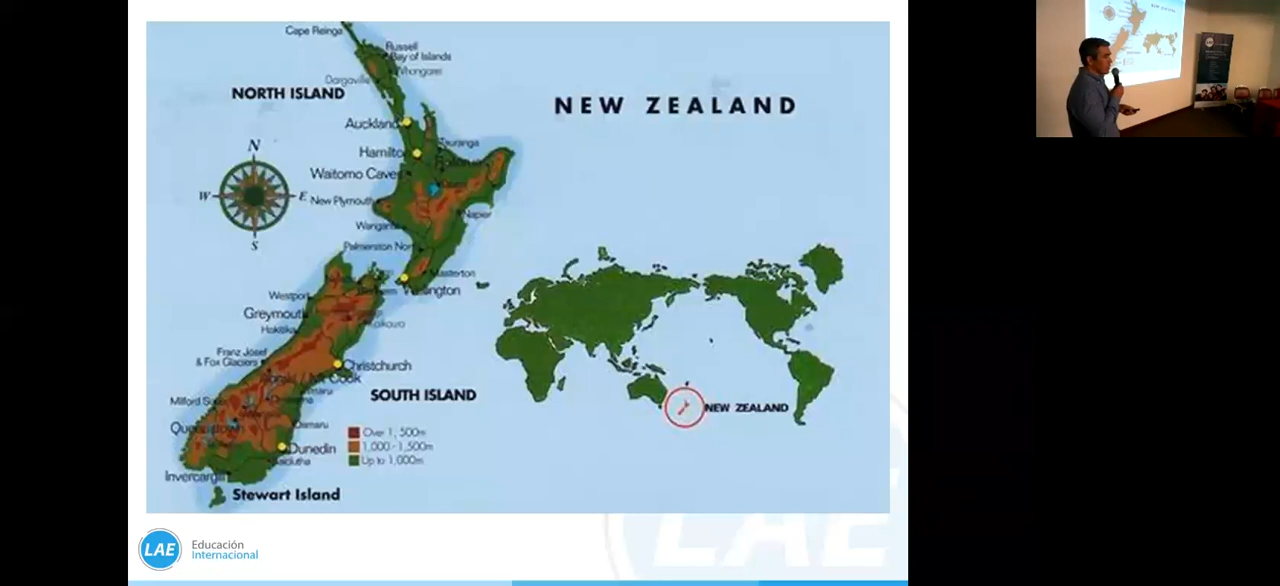 Cape Reinga
Russell
Bay of Islands
Whangarei
Dargaville
NORTH ISLAND
NEW ZEALAND
Auckland
Tauranga
Hamilton
Waitomo Caves
N
W
E
S
New Plymouth
Napier
Wanganui
Palmerston North
Masterton
Wellington
Westport
Greymouth
Kaikoura
Hokitika
Franz Josef
& Fox Glaciers
Christchurch
Mt Cook
SOUTH ISLAND
Milford Sound
NEW ZEALAND
Queenstown
Oamaru
Over 1, 500m
1,000 - 1,500m
Up to 1,000m
Dunedin
Balclutha
Invercargill
Stewart Island
LAE
Educación
Internacional
LAE